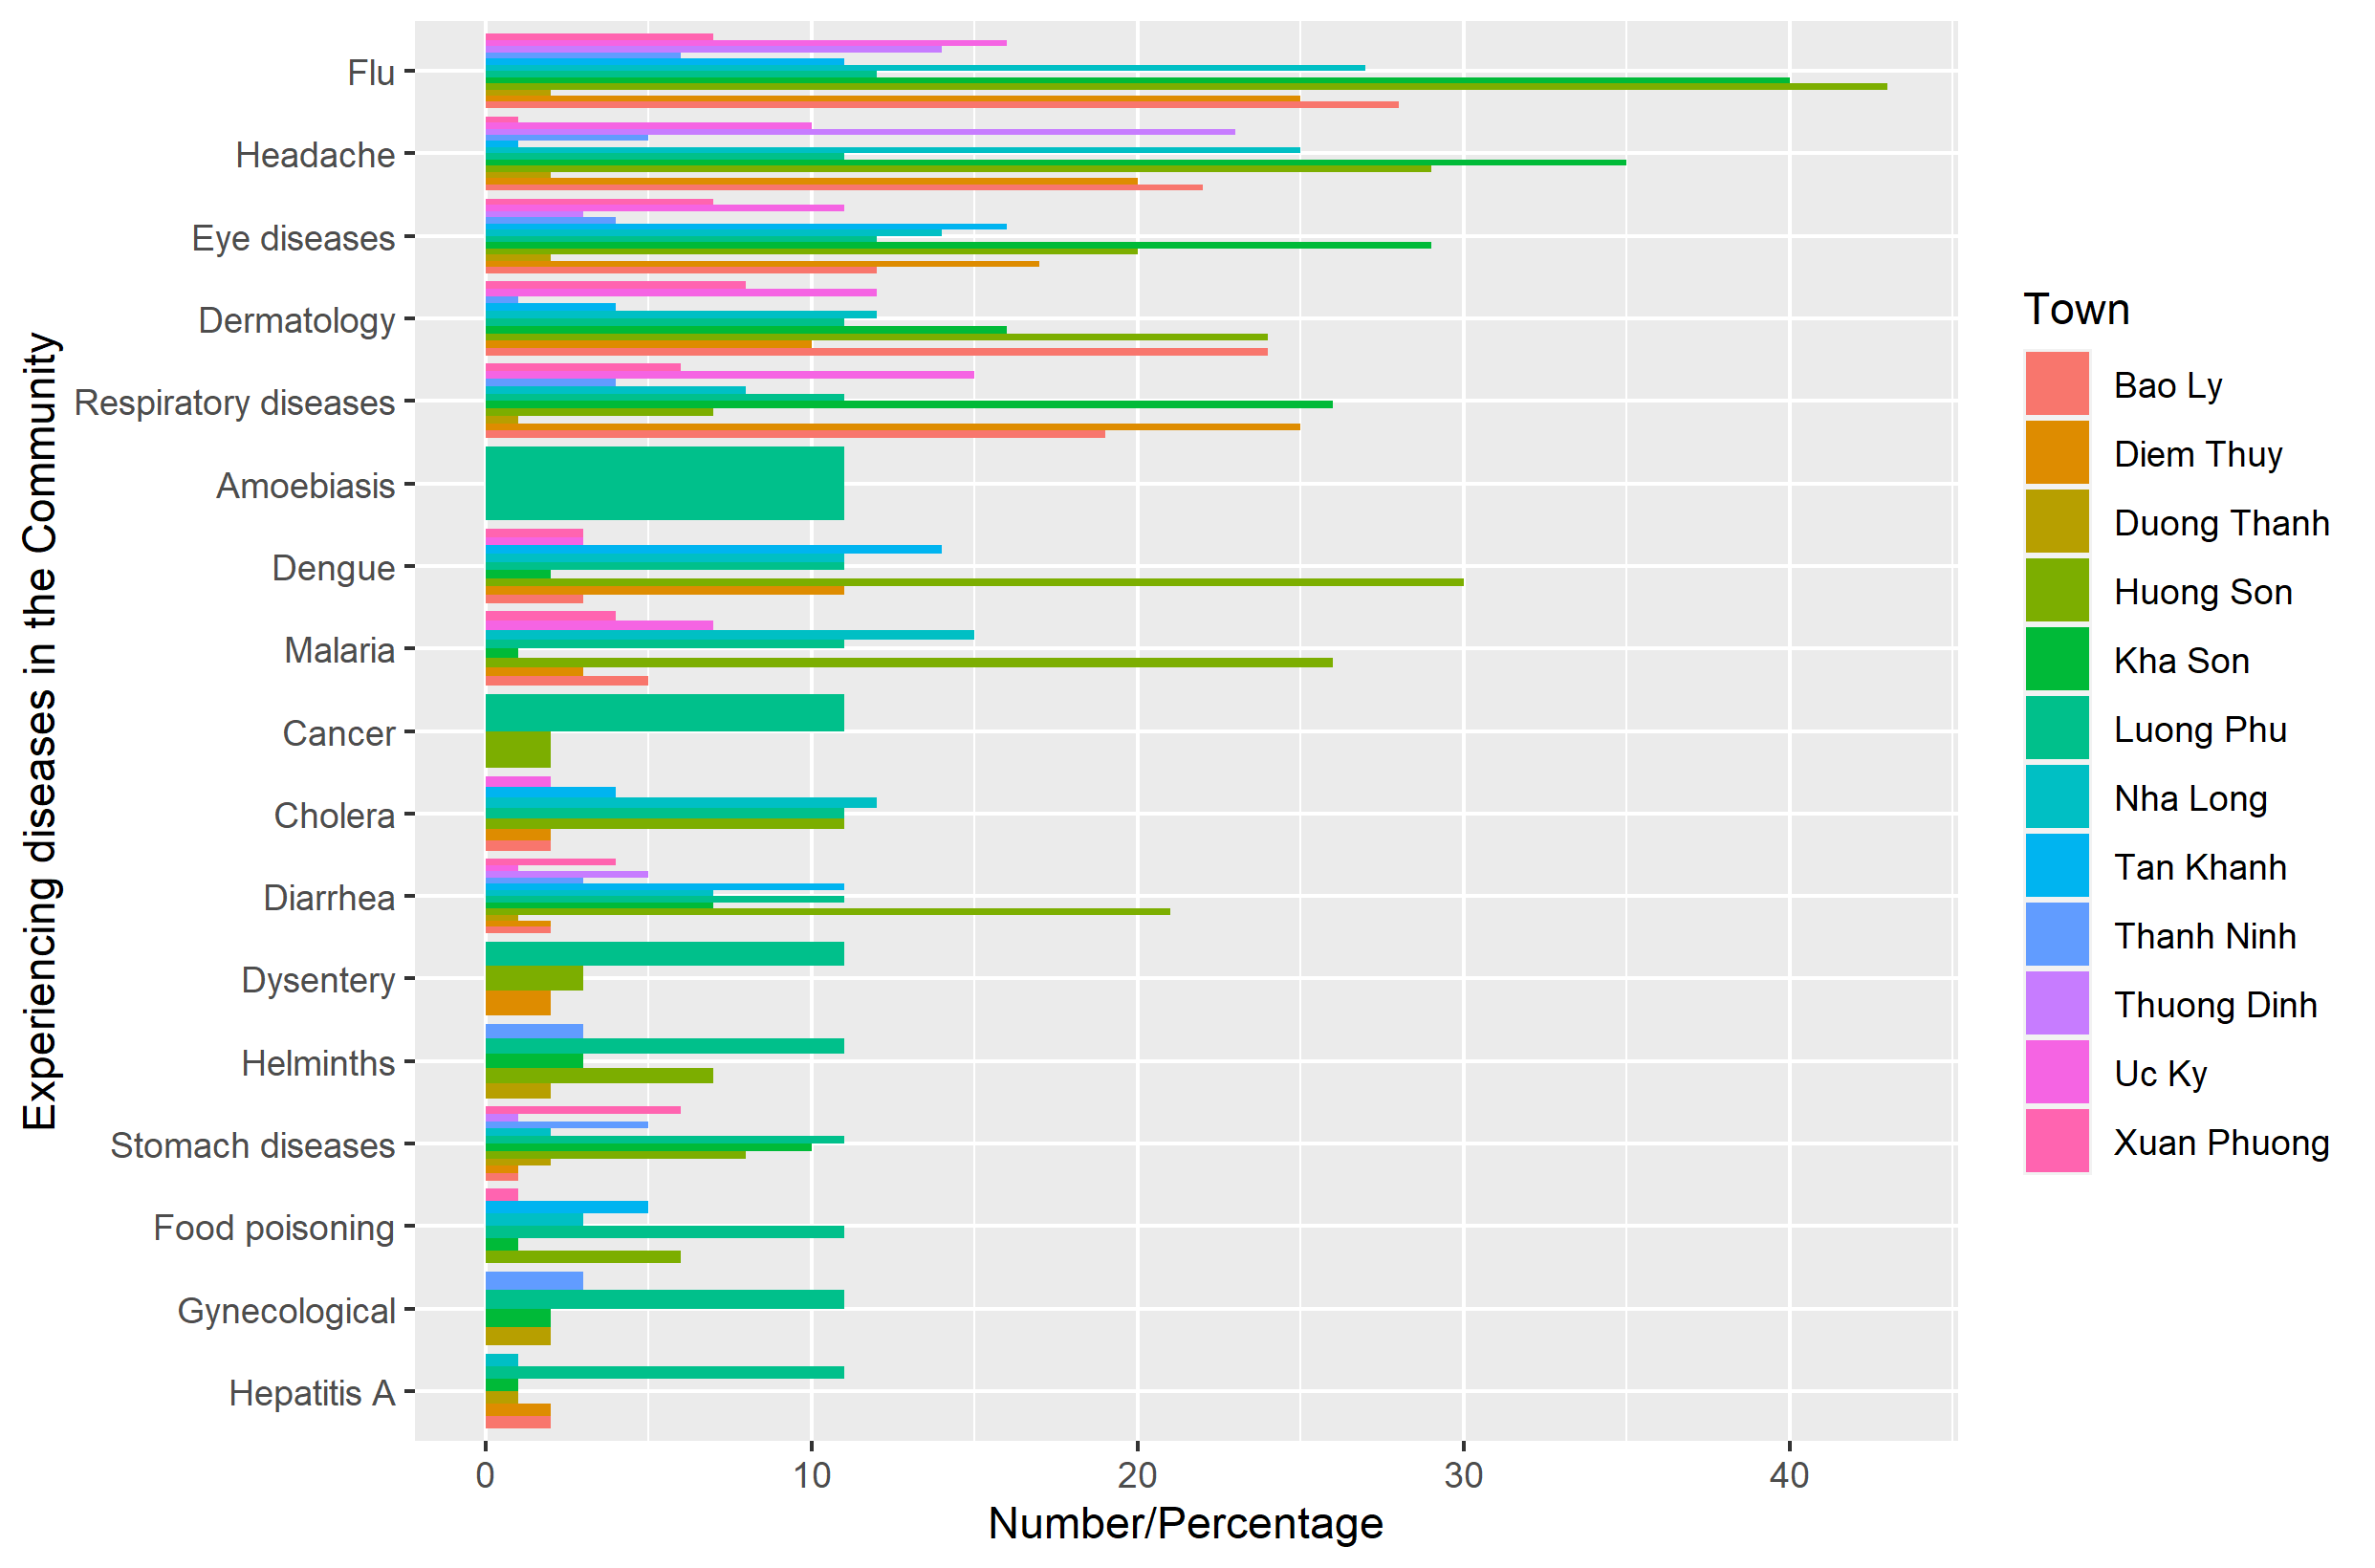 Experiencing diseases in the Community
Flu
Headache
Eye diseases
Dermatology
Respiratory diseases
Amoebiasis
Dengue
Malaria
Cancer
Cholera
Diarrhea
Dysentery
Helminths
Stomach diseases
Food poisoning
Gynecological
Hepatitis A
0 10 20 30 40
Number/Percentage
Town
Bao Ly
Diem Thuy
Duong Thanh
Huong Son
Kha Son
Luong Phu
Nha Long
Tan Khanh
Thanh Ninh
Thuong Dinh
Uc Ky
Xuan Phuong